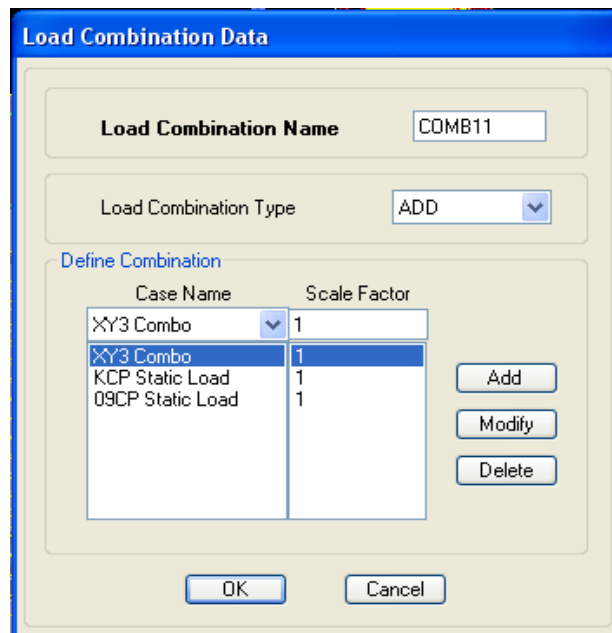 Load Combination Data
Load Combination Name COMB11
Load Combination Type ADD
Define Combination
Case Name Scale Factor
XY3 Combo 1
XY3 Combo 1
KCP Static Load 1
09CP Static Load 1
Add
Modify
Delete
OK Cancel